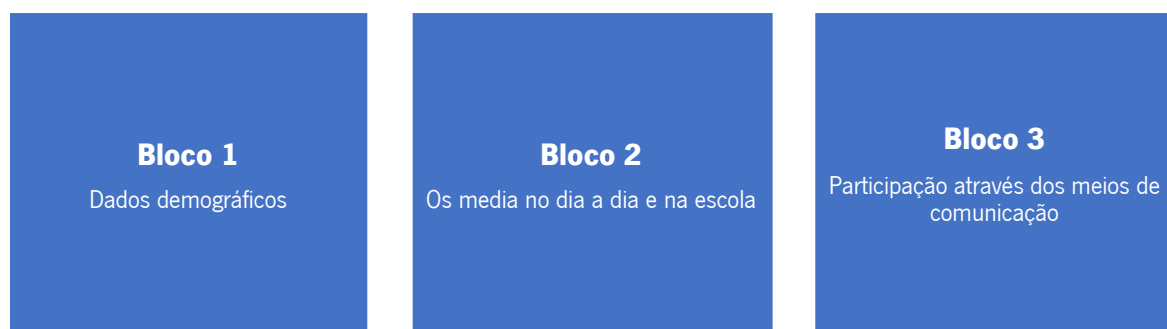 Bloco 1
Dados demográficos
Bloco 2
Os media no dia a dia e na escola
Bloco 3
Participação através dos meios de
comunicação